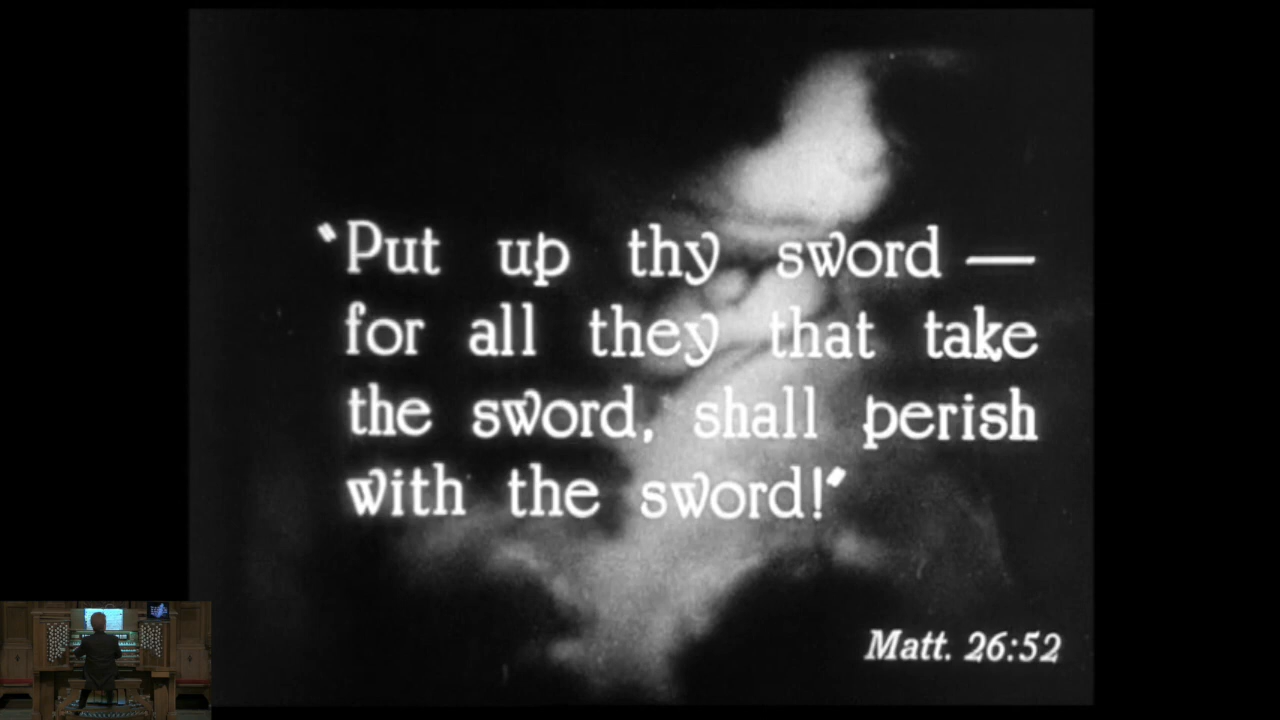 "Put up thy sword —
for all they that take
the sword, shall perish
with the sword!"
Matt. 26:52